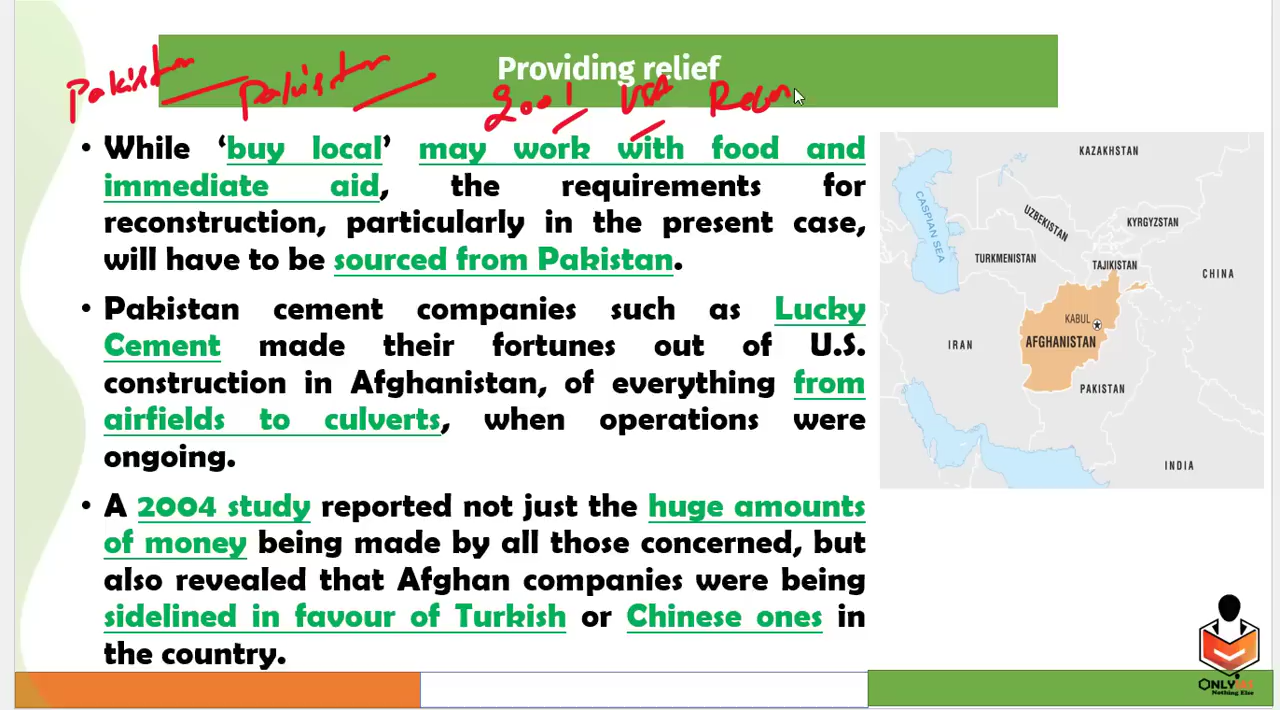 Providing relief
Pakistan Pakistan 2001 USA Recon
• While ‘buy local’ may work with food and
immediate aid, the requirements for
reconstruction, particularly in the present case,
will have to be sourced from Pakistan.
• Pakistan cement companies such as Lucky
Cement made their fortunes out of U.S.
construction in Afghanistan, of everything from
airfields to culverts, when operations were
ongoing.
• A 2004 study reported not just the huge amounts
of money being made by all those concerned, but
also revealed that Afghan companies were being
sidelined in favour of Turkish or Chinese ones in
the country.
KAZAKHSTAN
CASPIAN SEA
UZBEKISTAN
KYRGYZSTAN
TURKMENISTAN
TAJIKISTAN
CHINA
KABUL
AFGHANISTAN
IRAN
PAKISTAN
INDIA
ONLYIAS
Nothing Else